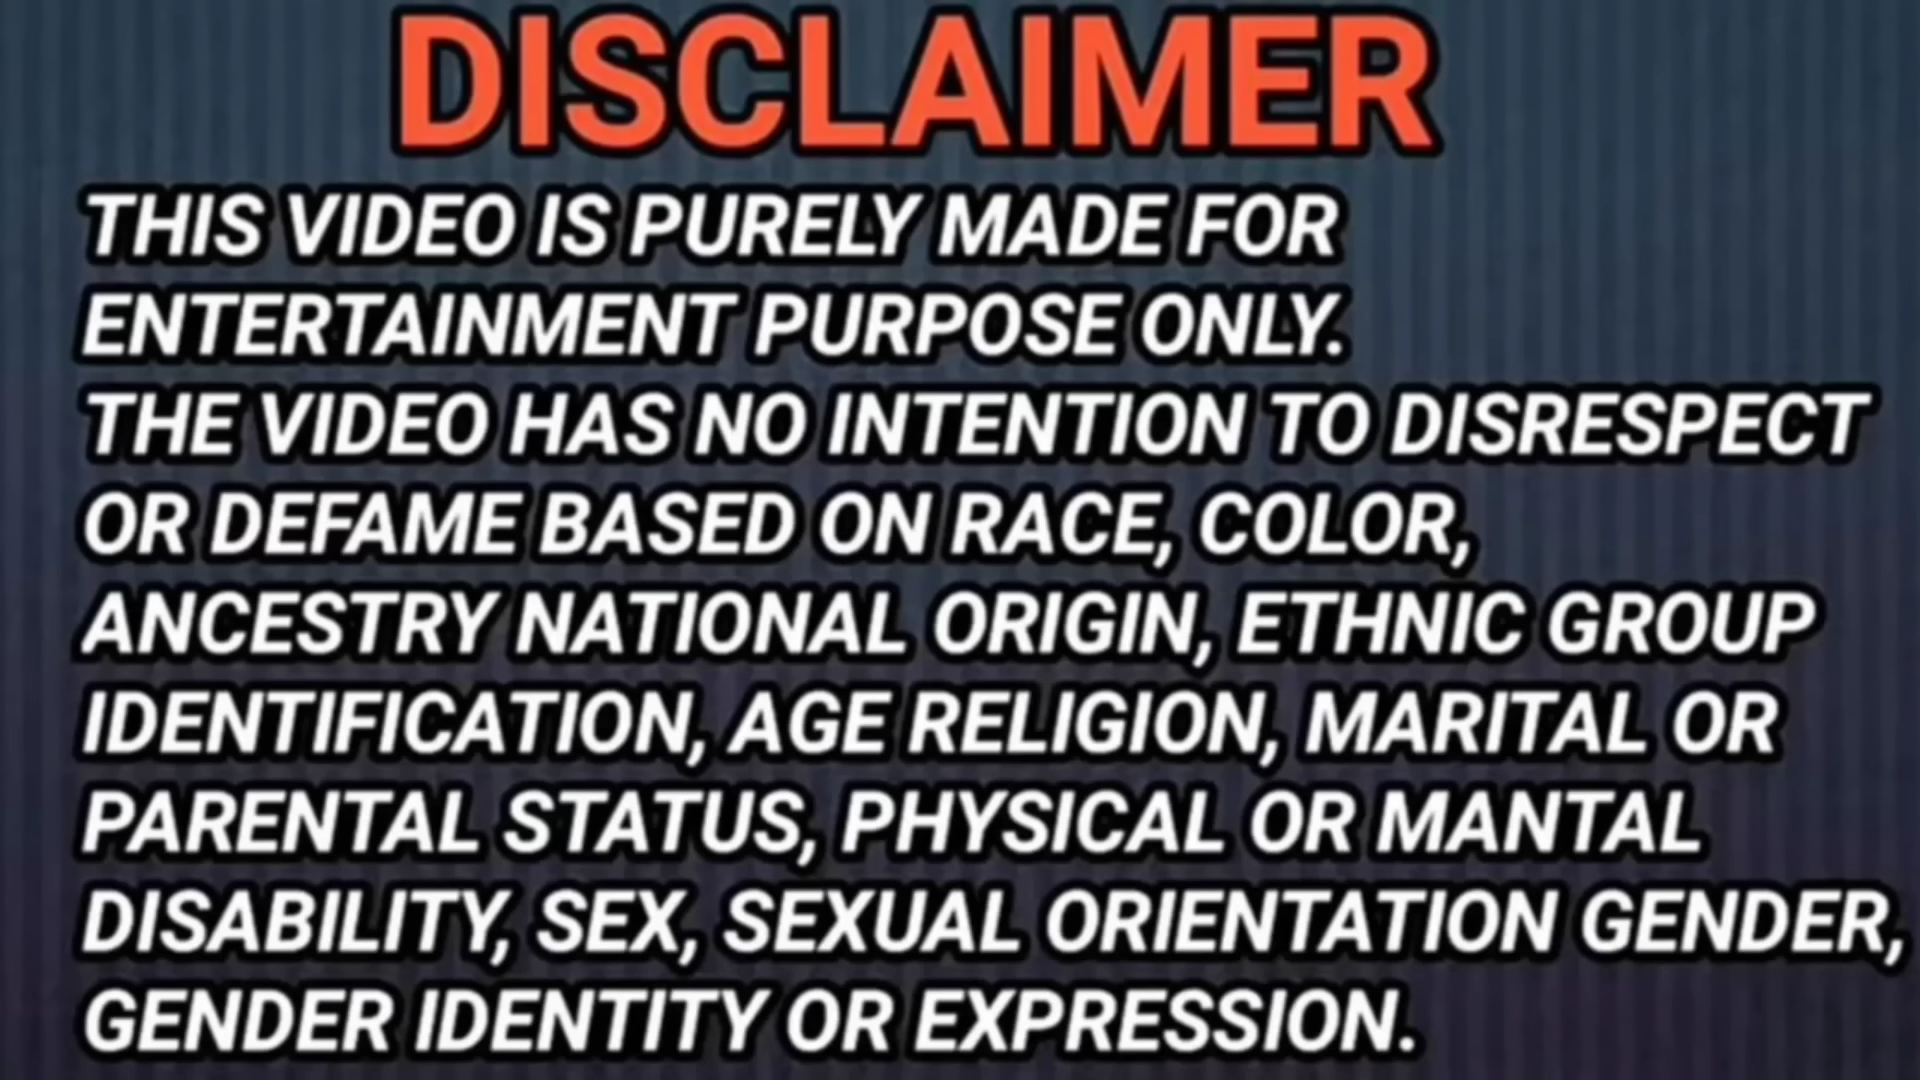 DISCLAIMER
THIS VIDEO IS PURELY MADE FOR
ENTERTAINMENT PURPOSE ONLY.
THE VIDEO HAS NO INTENTION TO DISRESPECT
OR DEFAME BASED ON RACE, COLOR,
ANCESTRY NATIONAL ORIGIN, ETHNIC GROUP
IDENTIFICATION, AGE RELIGION, MARITAL OR
PARENTAL STATUS, PHYSICAL OR MANTAL
DISABILITY, SEX, SEXUAL ORIENTATION GENDER,
GENDER IDENTITY OR EXPRESSION.